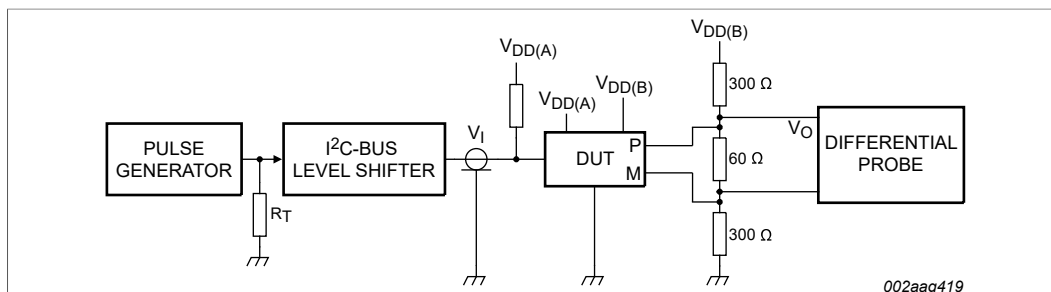 PULSE
GENERATOR
RT
I²C-BUS
LEVEL SHIFTER
VI
VDD(A)
VDD(A)
VDD(B)
DUT
P
M
VDD(B)
300 Ω
60 Ω
300 Ω
VO
DIFFERENTIAL
PROBE
002aag419